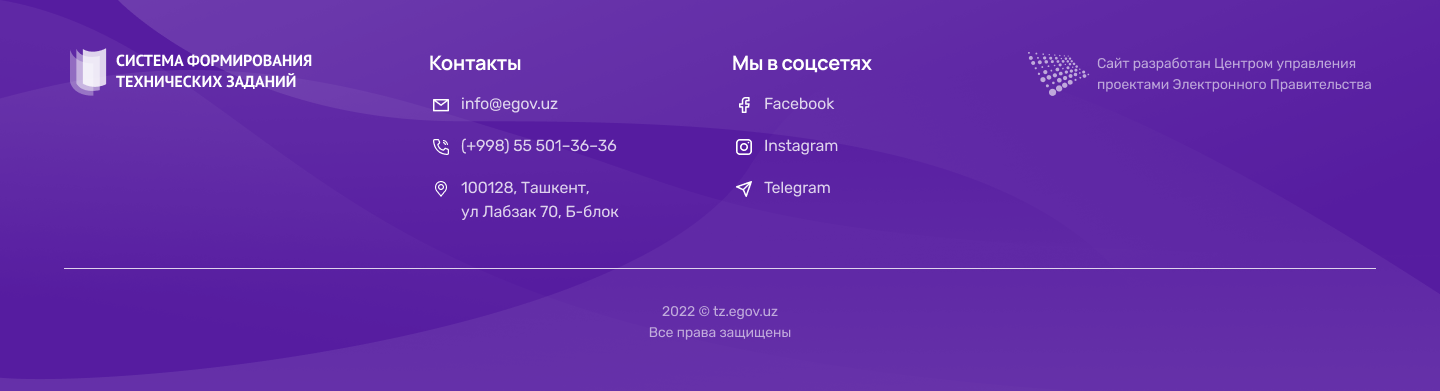 СИСТЕМА ФОРМИРОВАНИЯ
ТЕХНИЧЕСКИХ ЗАДАНИЙ
Контакты
info@egov.uz
(+998) 55 501–36–36
100128, Ташкент,
ул Лабзак 70, Б-блок
Мы в соцсетях
Facebook
Instagram
Telegram
Сайт разработан Центром управления
проектами Электронного Правительства
2022 © tz.egov.uz
Все права защищены